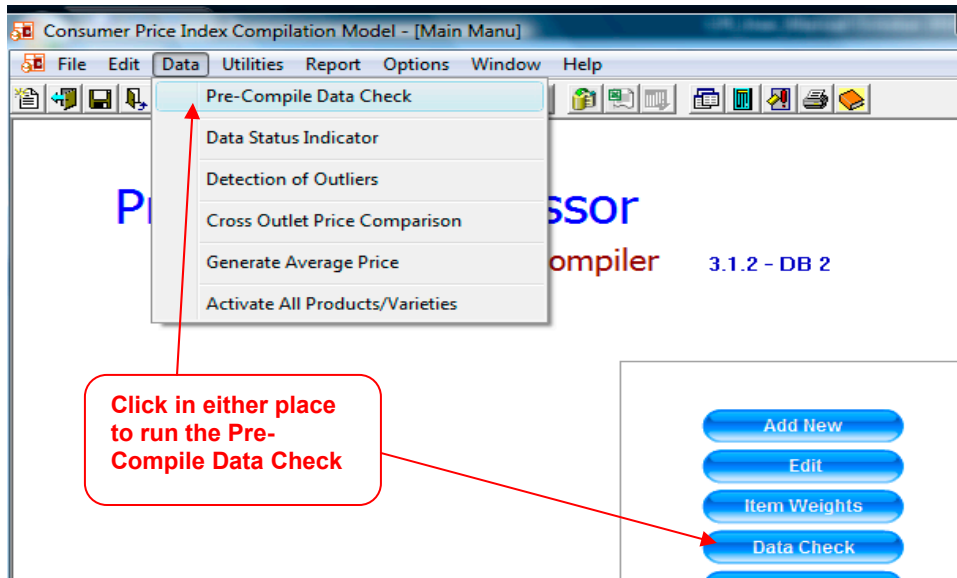 Consumer Price Index Compilation Model - [Main Manu]
File Edit Data Utilities Report Options Window Help
Pre-Compile Data Check
Data Status Indicator
Detection of Outliers
Cross Outlet Price Comparison
Generate Average Price
Activate All Products/Varieties
P ssor
ompiler 3.1.2 - DB 2
Click in either place
to run the Pre-
Compile Data Check
Add New
Edit
Item Weights
Data Check